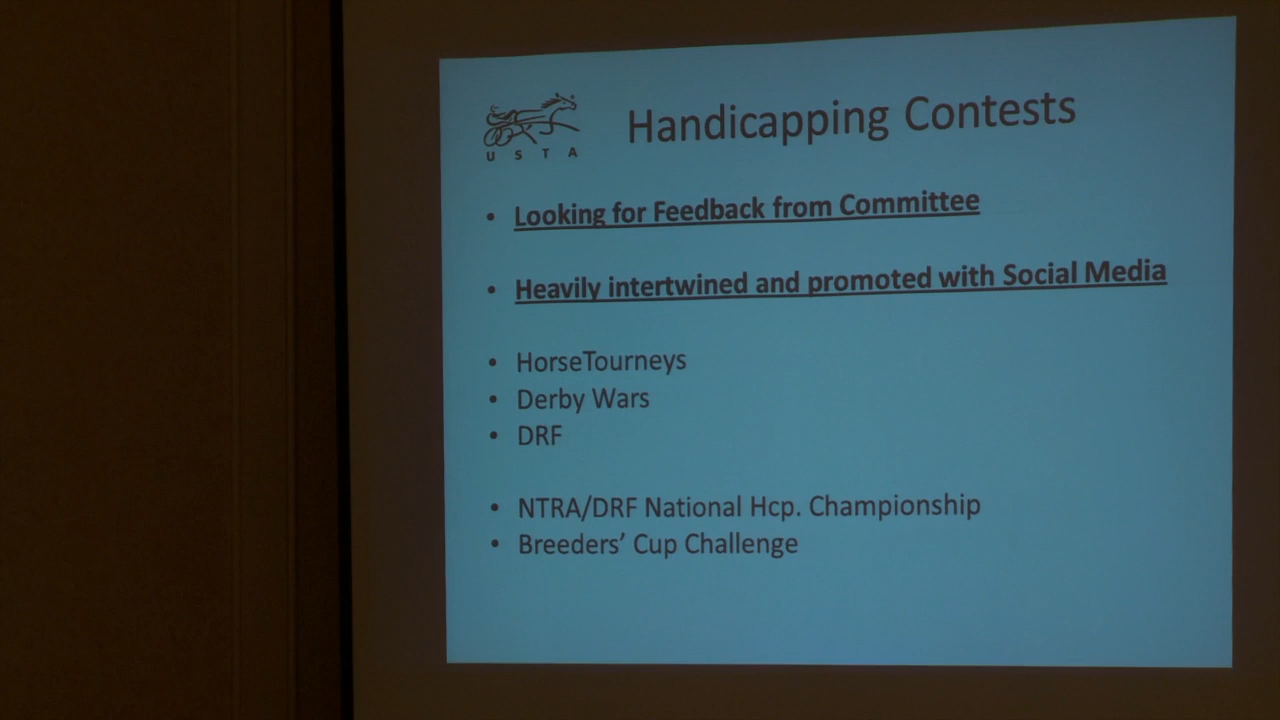 USTA
Handicapping Contests
• Looking for Feedback from Committee
• Heavily intertwined and promoted with Social Media
• HorseTourneys
• Derby Wars
• DRF
• NTRA/DRF National Hcp. Championship
• Breeders’ Cup Challenge